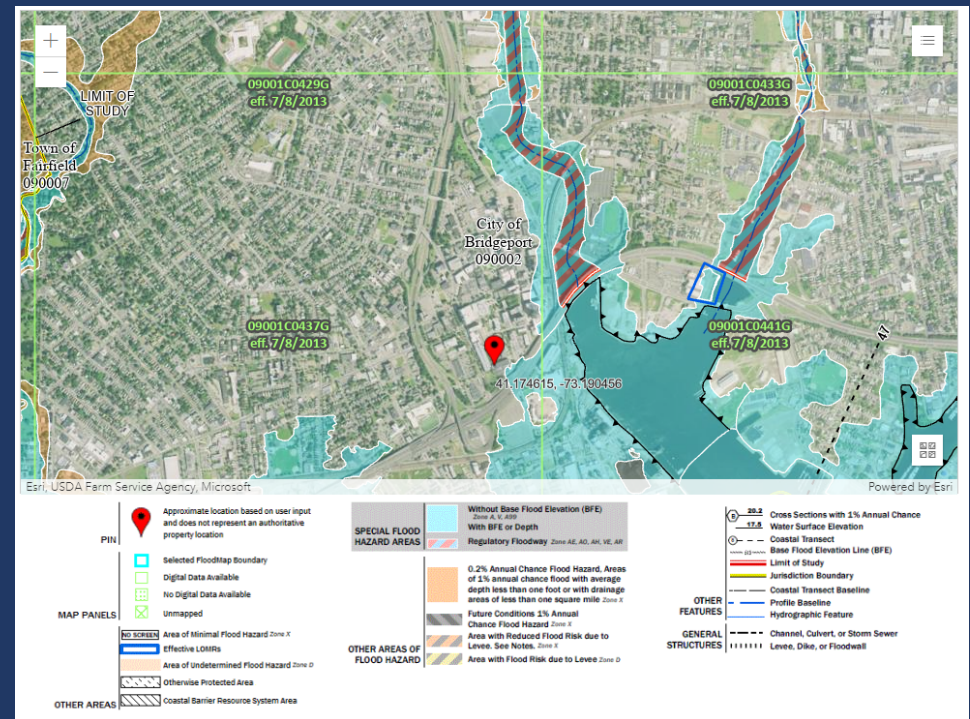 09001C0429G
eff. 7/8/2013
09001C0433G
eff. 7/8/2013
LIMIT OF
STUDY
Town of
Fairfield
090007
City of
Bridgeport
090002
09001C0437G
eff. 7/8/2013
09001C0441G
eff. 7/8/2013
47
41.174615, -73.190456
Esri, USDA Farm Service Agency, Microsoft
Powered by Esri
PIN
Approximate location based on user input
and does not represent an authoritative
property location
MAP PANELS
Selected FloodMap Boundary
Digital Data Available
No Digital Data Available
Unmapped
OTHER AREAS
NO SCREEN Area of Minimal Flood Hazard Zone X
Effective LOMRs
Area of Undetermined Flood Hazard Zone D
Otherwise Protected Area
Coastal Barrier Resource System Area
SPECIAL FLOOD
HAZARD AREAS
Without Base Flood Elevation (BFE)
Zone A, V, A99
With BFE or Depth
Regulatory Floodway Zone AE, AO, AH, VE, AR
OTHER AREAS OF
FLOOD HAZARD
0.2% Annual Chance Flood Hazard, Areas
of 1% annual chance flood with average
depth less than one foot or with drainage
areas of less than one square mile Zone X
Future Conditions 1% Annual
Chance Flood Hazard Zone X
Area with Reduced Flood Risk due to
Levee. See Notes. Zone X
Area with Flood Risk due to Levee Zone D
OTHER
FEATURES
B 20.2 Cross Sections with 1% Annual Chance
17.5 Water Surface Elevation
Coastal Transect
Base Flood Elevation Line (BFE)
Limit of Study
Jurisdiction Boundary
Coastal Transect Baseline
Profile Baseline
Hydrographic Feature
GENERAL
STRUCTURES
Channel, Culvert, or Storm Sewer
Levee, Dike, or Floodwall